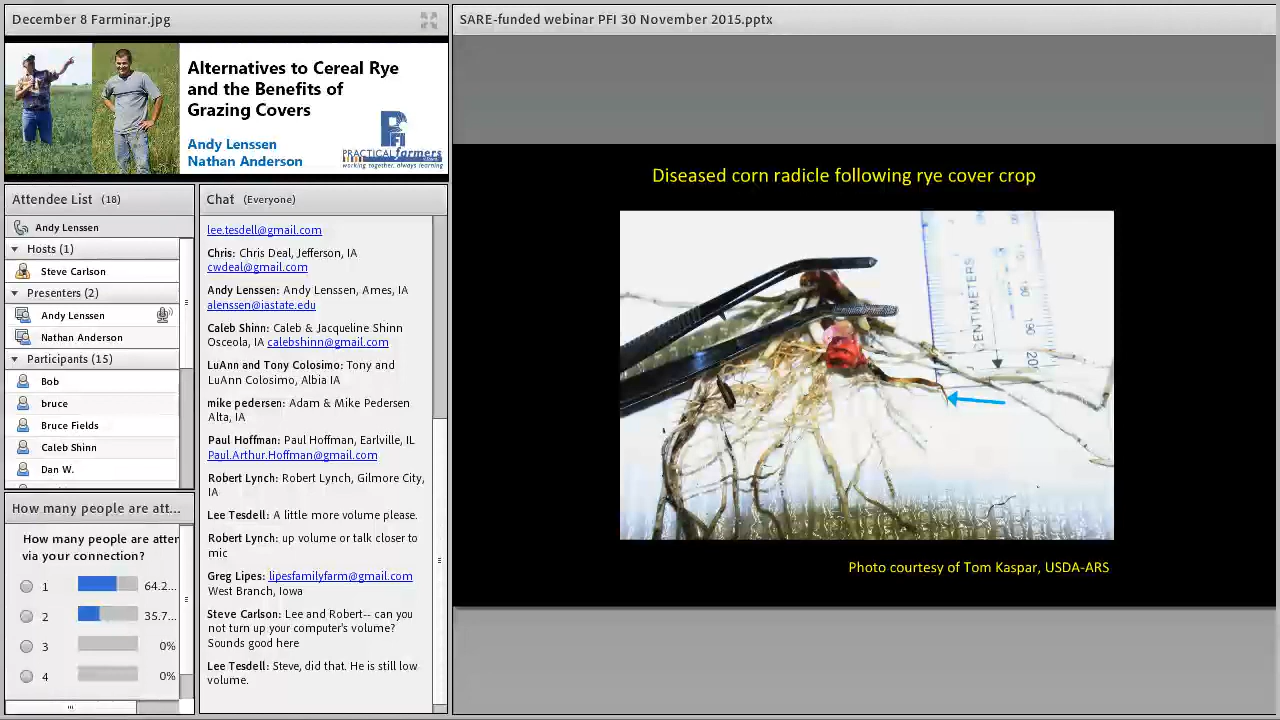 December 8 Farminar.jpg
Alternatives to Cereal Rye
and the Benefits of
Grazing Covers
Andy Lenssen
Nathan Anderson
PFI
PRACTICAL farmers
working together, always learning
Attendee List (18)
Andy Lenssen
Hosts (1)
Steve Carlson
Presenters (2)
Andy Lenssen
Nathan Anderson
Participants (15)
Bob
bruce
Bruce Fields
Caleb Shinn
Dan W.
How many people are att...
How many people are atter
via your connection?
1 64.2...
2 35.7...
3 0%
4 0%
Chat (Everyone)
lee.tesdell@gmail.com
Chris: Chris Deal, Jefferson, IA
cwdeal@gmail.com
Andy Lenssen: Andy Lenssen, Ames, IA
alenssen@iastate.edu
Caleb Shinn: Caleb & Jacqueline Shinn
Osceola, IA calebshinn@gmail.com
LuAnn and Tony Colosimo: Tony and
LuAnn Colosimo, Albia IA
mike pedersen: Adam & Mike Pedersen
Alta, IA
Paul Hoffman: Paul Hoffman, Earlville, IL
Paul.Arthur.Hoffman@gmail.com
Robert Lynch: Robert Lynch, Gilmore City,
IA
Lee Tesdell: A little more volume please.
Robert Lynch: up volume or talk closer to
mic
Greg Lipes: lipesfamilyfarm@gmail.com
West Branch, Iowa
Steve Carlson: Lee and Robert-- can you
not turn up your computer's volume?
Sounds good here
Lee Tesdell: Steve, did that. He is still low
volume.
SARE-funded webinar PFI 30 November 2015.pptx
Diseased corn radicle following rye cover crop
ENTIMETERS
190
Photo courtesy of Tom Kaspar, USDA-ARS